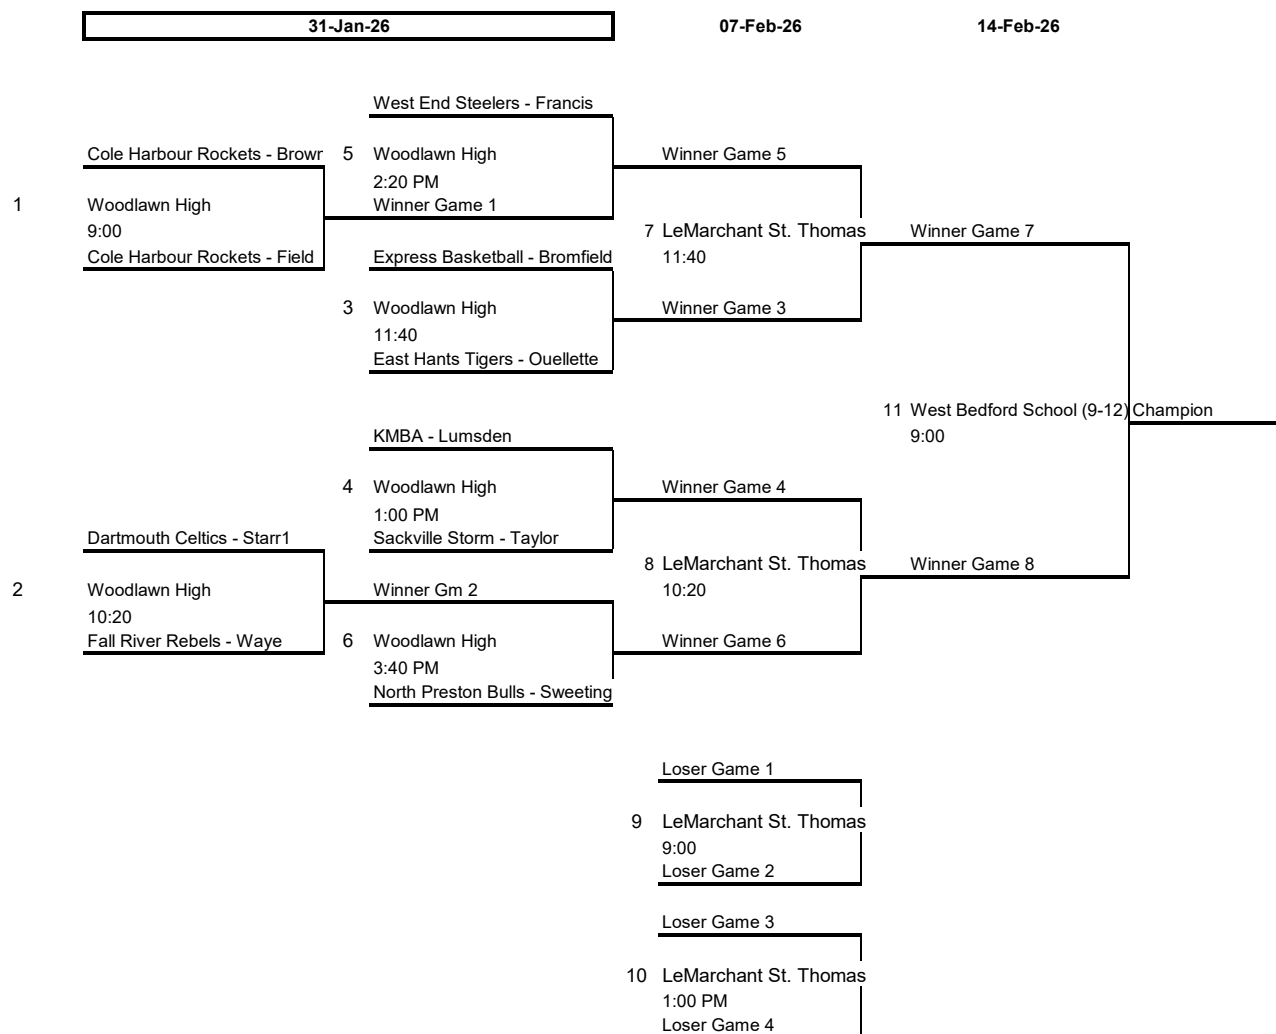 31-Jan-26 07-Feb-26 14-Feb-26
West End Steelers - Francis
Cole Harbour Rockets - Brown 5 Woodlawn High Winner Game 5
2:20 PM
1 Woodlawn High Winner Game 1
9:00 7 LeMarchant St. Thomas Winner Game 7
Cole Harbour Rockets - Field Express Basketball - Bromfield 11:40
3 Woodlawn High Winner Game 3
11:40
East Hants Tigers - Ouellette
11 West Bedford School (9-12) Champion
KMBA - Lumsden 9:00
4 Woodlawn High Winner Game 4
1:00 PM
Dartmouth Celtics - Starr1 Sackville Storm - Taylor
8 LeMarchant St. Thomas Winner Game 8
2 Woodlawn High Winner Gm 2 10:20
10:20
Fall River Rebels - Waye 6 Woodlawn High Winner Game 6
3:40 PM
North Preston Bulls - Sweeting
Loser Game 1
9 LeMarchant St. Thomas
9:00
Loser Game 2
Loser Game 3
10 LeMarchant St. Thomas
1:00 PM
Loser Game 4